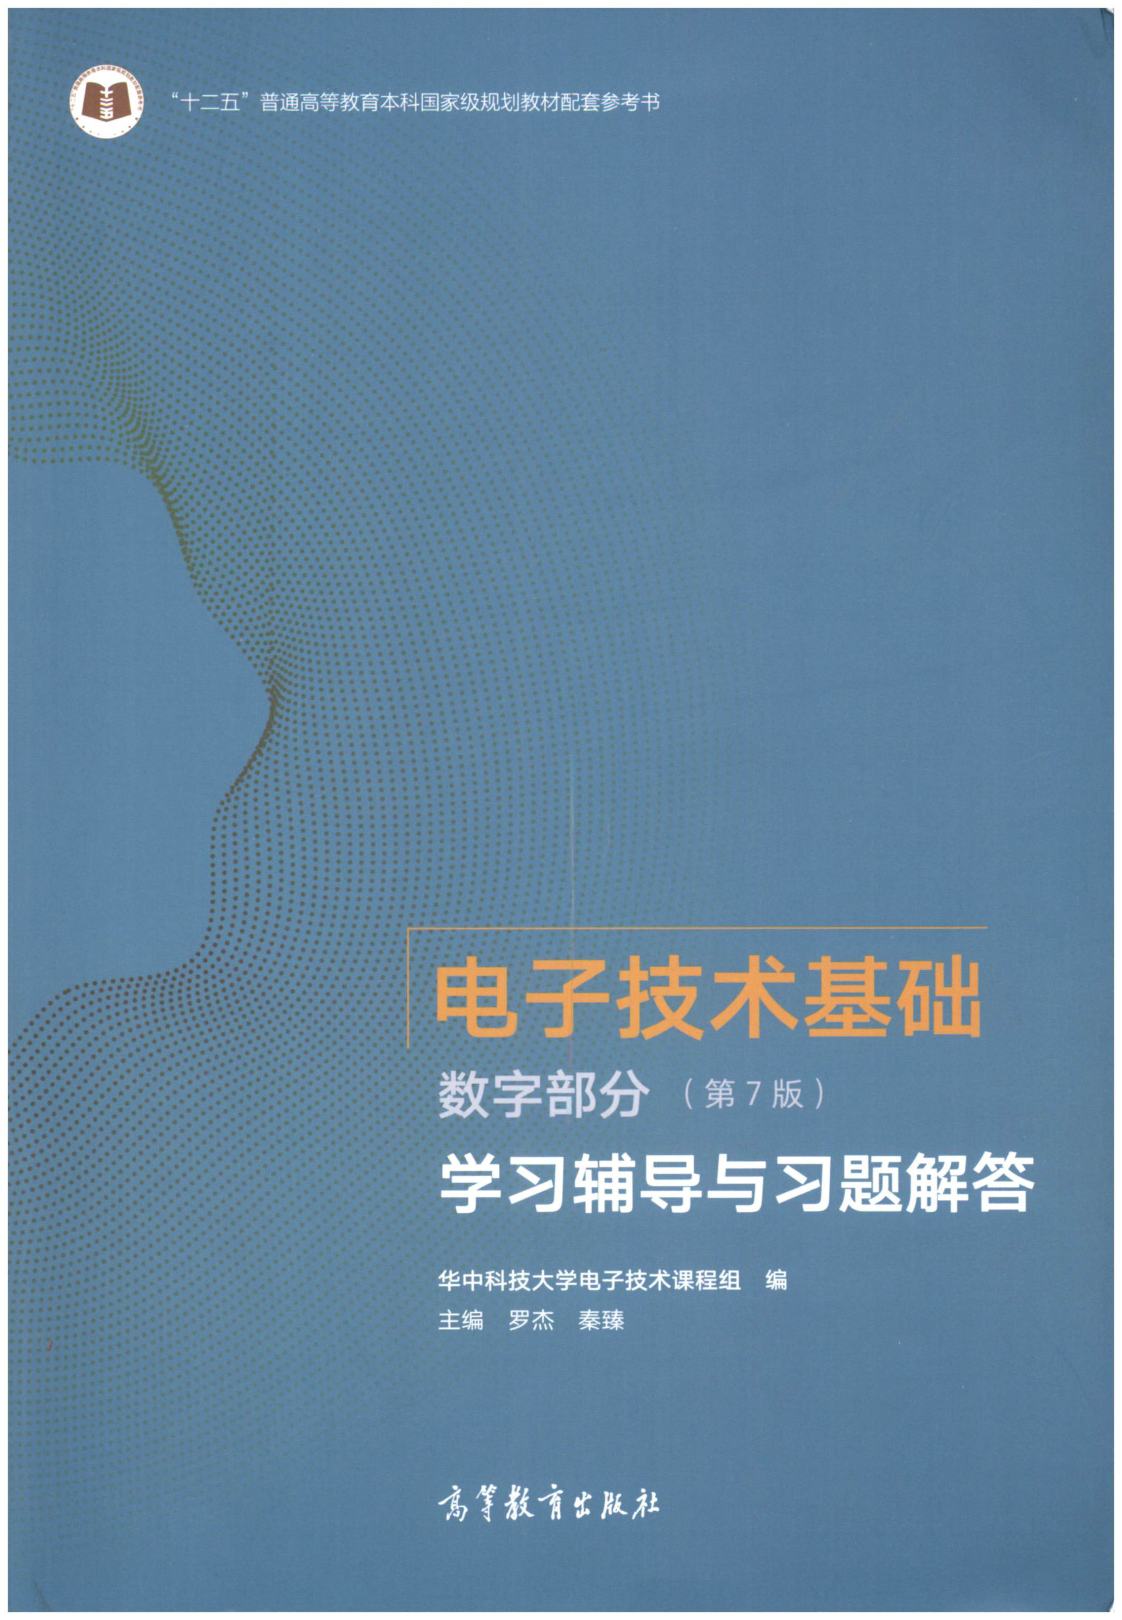 “十二五”普通高等教育本科国家级规划教材配套参考书
电子技术基础
数字部分（第7版）
学习辅导与习题解答
华中科技大学电子技术课程组 编
主编 罗杰 秦臻
高等教育出版社